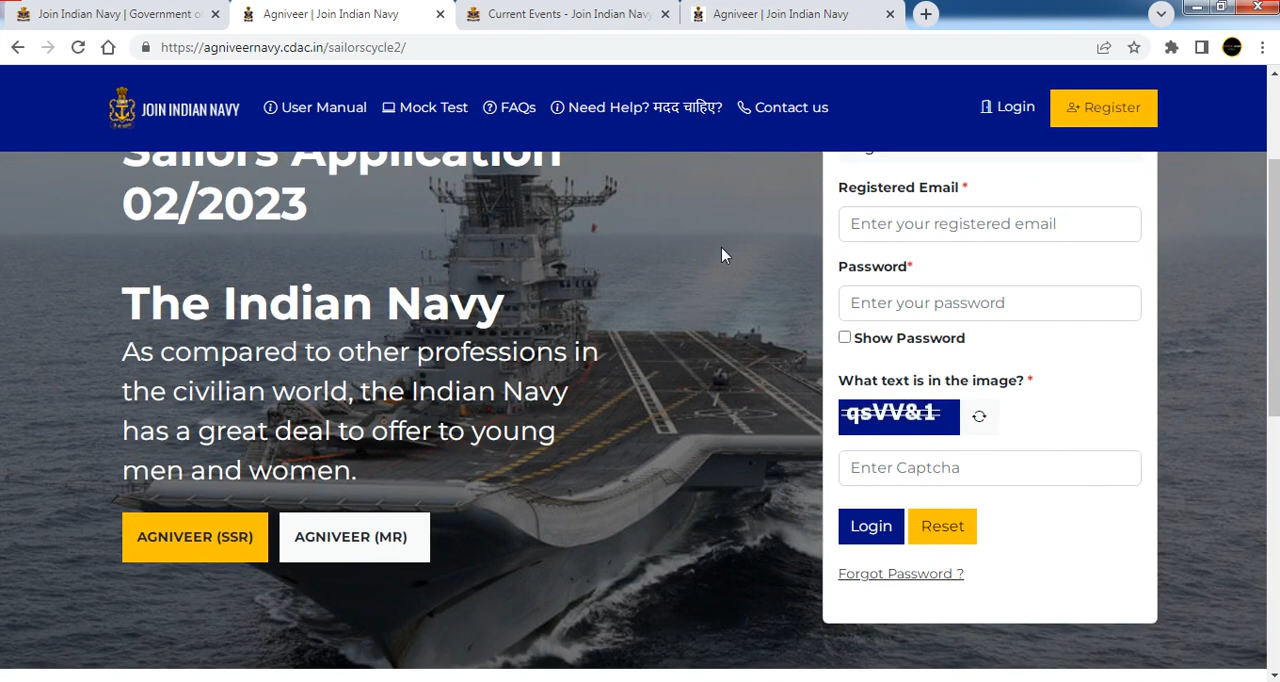 Join Indian Navy | Government of
Agniveer | Join Indian Navy
Current Events - Join Indian Navy
Agniveer | Join Indian Navy
https://agniveernavy.cdac.in/sailorscycle2/
JOIN INDIAN NAVY
User Manual
Mock Test
FAQs
Need Help? मदद चाहिए?
Contact us
Login
Register
Sailors Application
02/2023
The Indian Navy
As compared to other professions in
the civilian world, the Indian Navy
has a great deal to offer to young
men and women.
AGNIVEER (SSR)
AGNIVEER (MR)
Registered Email *
Enter your registered email
Password*
Enter your password
Show Password
What text is in the image? *
qsVV&1
Enter Captcha
Login
Reset
Forgot Password ?